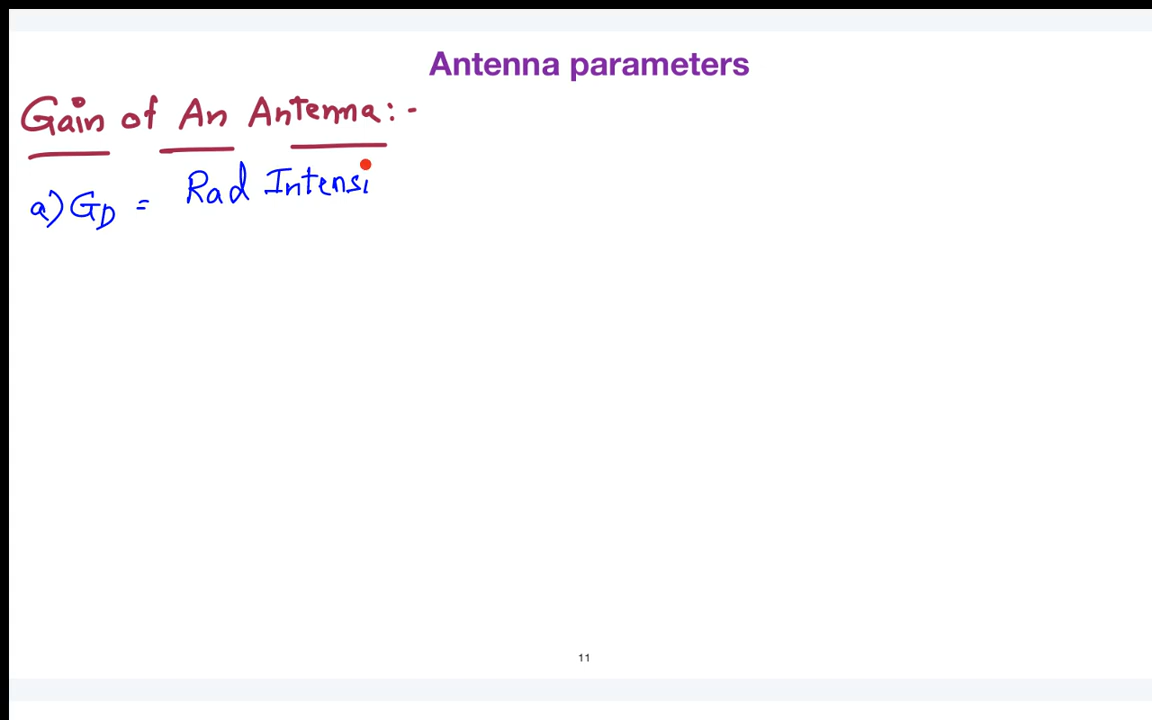 Antenna parameters
Gain of An Antenna:-
a) GD = Rad Intensi
11